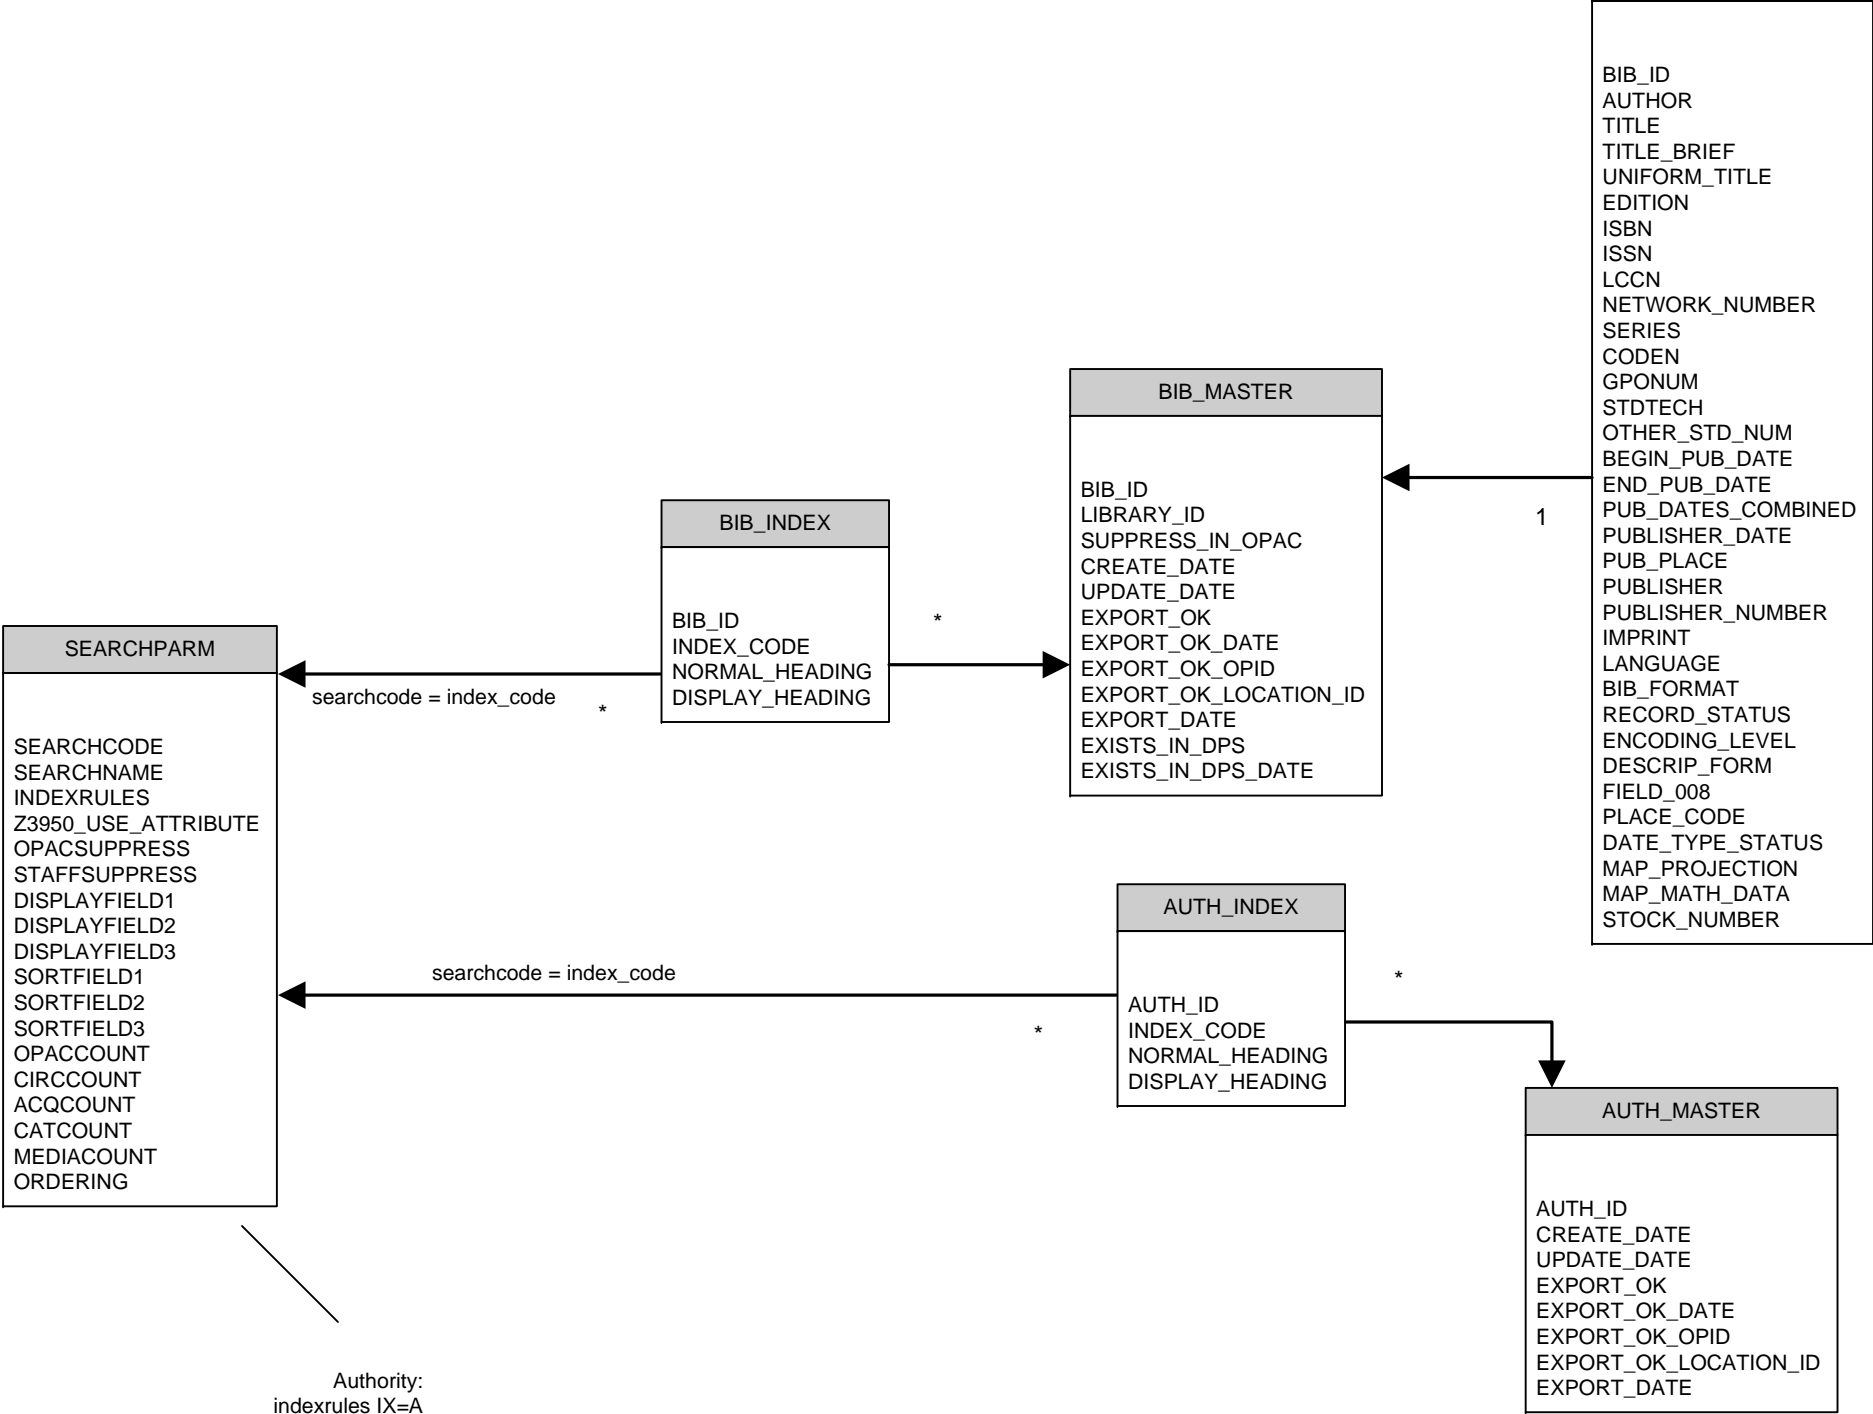 BIB_ID
AUTHOR
TITLE
TITLE_BRIEF
UNIFORM_TITLE
EDITION
ISBN
ISSN
LCCN
NETWORK_NUMBER
SERIES
CODEN
GPONUM
STDTECH
OTHER_STD_NUM
BEGIN_PUB_DATE
END_PUB_DATE
PUB_DATES_COMBINED
PUBLISHER_DATE
PUB_PLACE
PUBLISHER
PUBLISHER_NUMBER
IMPRINT
LANGUAGE
BIB_FORMAT
RECORD_STATUS
ENCODING_LEVEL
DESCRIP_FORM
FIELD_008
PLACE_CODE
DATE_TYPE_STATUS
MAP_PROJECTION
MAP_MATH_DATA
STOCK_NUMBER
1
BIB_MASTER
BIB_ID
LIBRARY_ID
SUPPRESS_IN_OPAC
CREATE_DATE
UPDATE_DATE
EXPORT_OK
EXPORT_OK_DATE
EXPORT_OK_OPID
EXPORT_OK_LOCATION_ID
EXPORT_DATE
EXISTS_IN_DPS
EXISTS_IN_DPS_DATE
*
BIB_INDEX
BIB_ID
INDEX_CODE
NORMAL_HEADING
DISPLAY_HEADING
searchcode = index_code
*
SEARCHPARM
SEARCHCODE
SEARCHNAME
INDEXRULES
Z3950_USE_ATTRIBUTE
OPACSUPPRESS
STAFFSUPPRESS
DISPLAYFIELD1
DISPLAYFIELD2
DISPLAYFIELD3
SORTFIELD1
SORTFIELD2
SORTFIELD3
OPACCOUNT
CIRCCOUNT
ACQCOUNT
CATCOUNT
MEDIACOUNT
ORDERING
searchcode = index_code
*
AUTH_INDEX
AUTH_ID
INDEX_CODE
NORMAL_HEADING
DISPLAY_HEADING
*
AUTH_MASTER
AUTH_ID
CREATE_DATE
UPDATE_DATE
EXPORT_OK
EXPORT_OK_DATE
EXPORT_OK_OPID
EXPORT_OK_LOCATION_ID
EXPORT_DATE
Authority:
indexrules IX=A